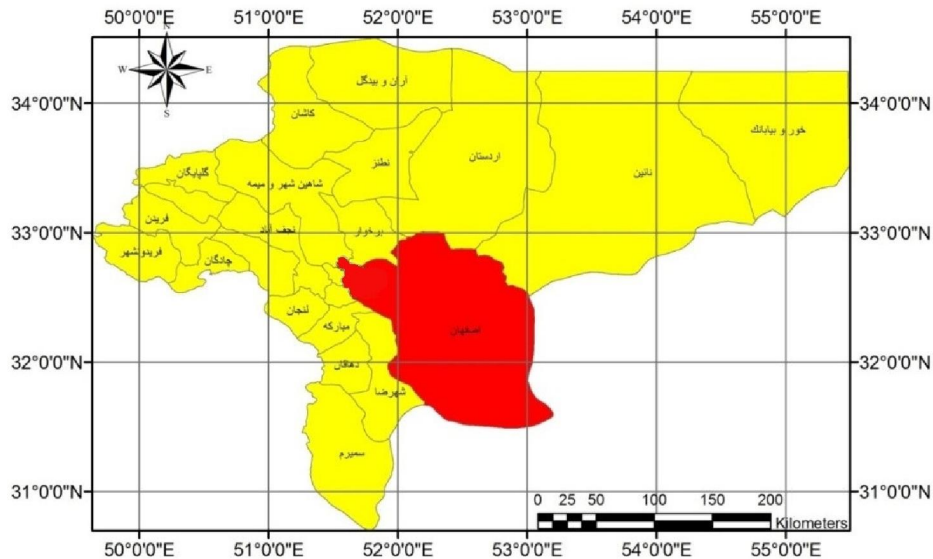 50°0'0"E 51°0'0"E 52°0'0"E 53°0'0"E 54°0'0"E 55°0'0"E
N
W E
S
34°0'0"N 34°0'0"N
آران و بیدگل
کاشان
خور و بیابانک
نطنز
اردستان
نائین
گلپایگان
شاهین شهر و میمه
فریدن
نجف آباد
برخوار
33°0'0"N 33°0'0"N
فریدونشهر
چادگان
لنجان
مبارکه
اصفهان
32°0'0"N 32°0'0"N
دهاقان
شهرضا
سمیرم
31°0'0"N 31°0'0"N
0 25 50 100 150 200
Kilometers
50°0'0"E 51°0'0"E 52°0'0"E 53°0'0"E 54°0'0"E 55°0'0"E